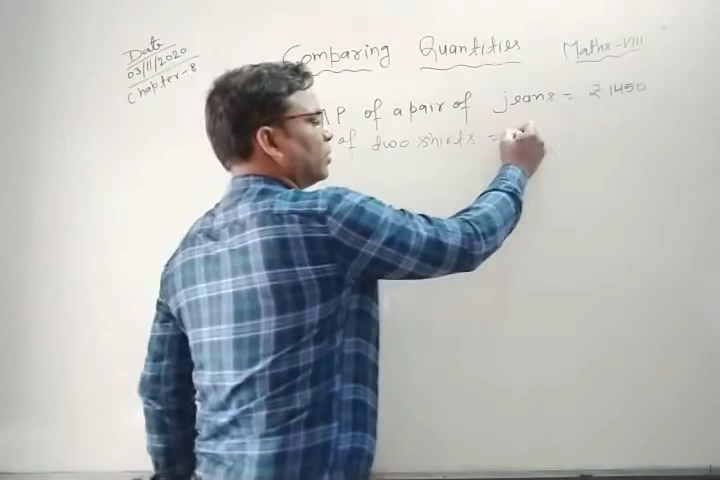 Date
03/11/2020
Chapter-8
Comparing Quantities
Maths-VIII
P of a pair of jeans = ₹ 1450
of two shirts =